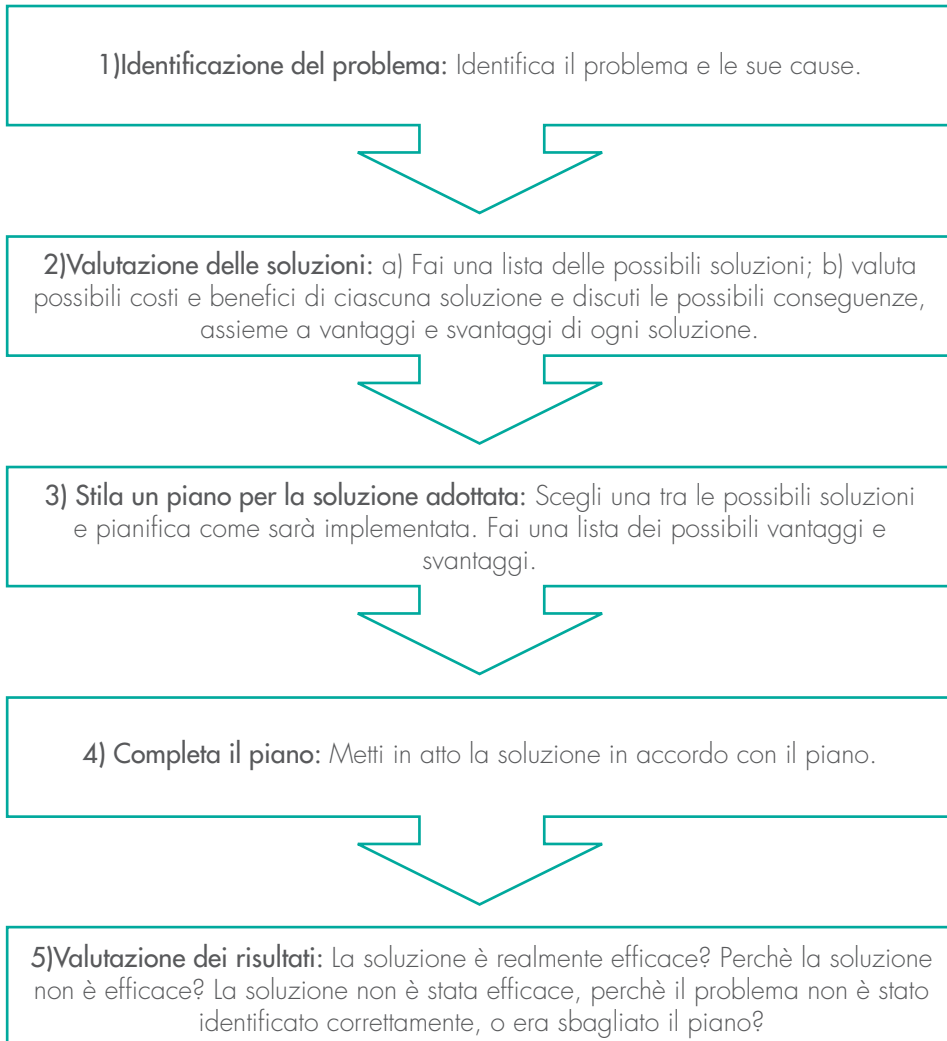 1)Identificazione del problema: Identifica il problema e le sue cause.
2)Valutazione delle soluzioni: a) Fai una lista delle possibili soluzioni; b) valuta
possibili costi e benefici di ciascuna soluzione e discuti le possibili conseguenze,
assieme a vantaggi e svantaggi di ogni soluzione.
3) Stila un piano per la soluzione adottata: Scegli una tra le possibili soluzioni
e pianifica come sarà implementata. Fai una lista dei possibili vantaggi e
svantaggi.
4) Completa il piano: Metti in atto la soluzione in accordo con il piano.
5)Valutazione dei risultati: La soluzione è realmente efficace? Perchè la soluzione
non è efficace? La soluzione non è stata efficace, perchè il problema non è stato
identificato correttamente, o era sbagliato il piano?